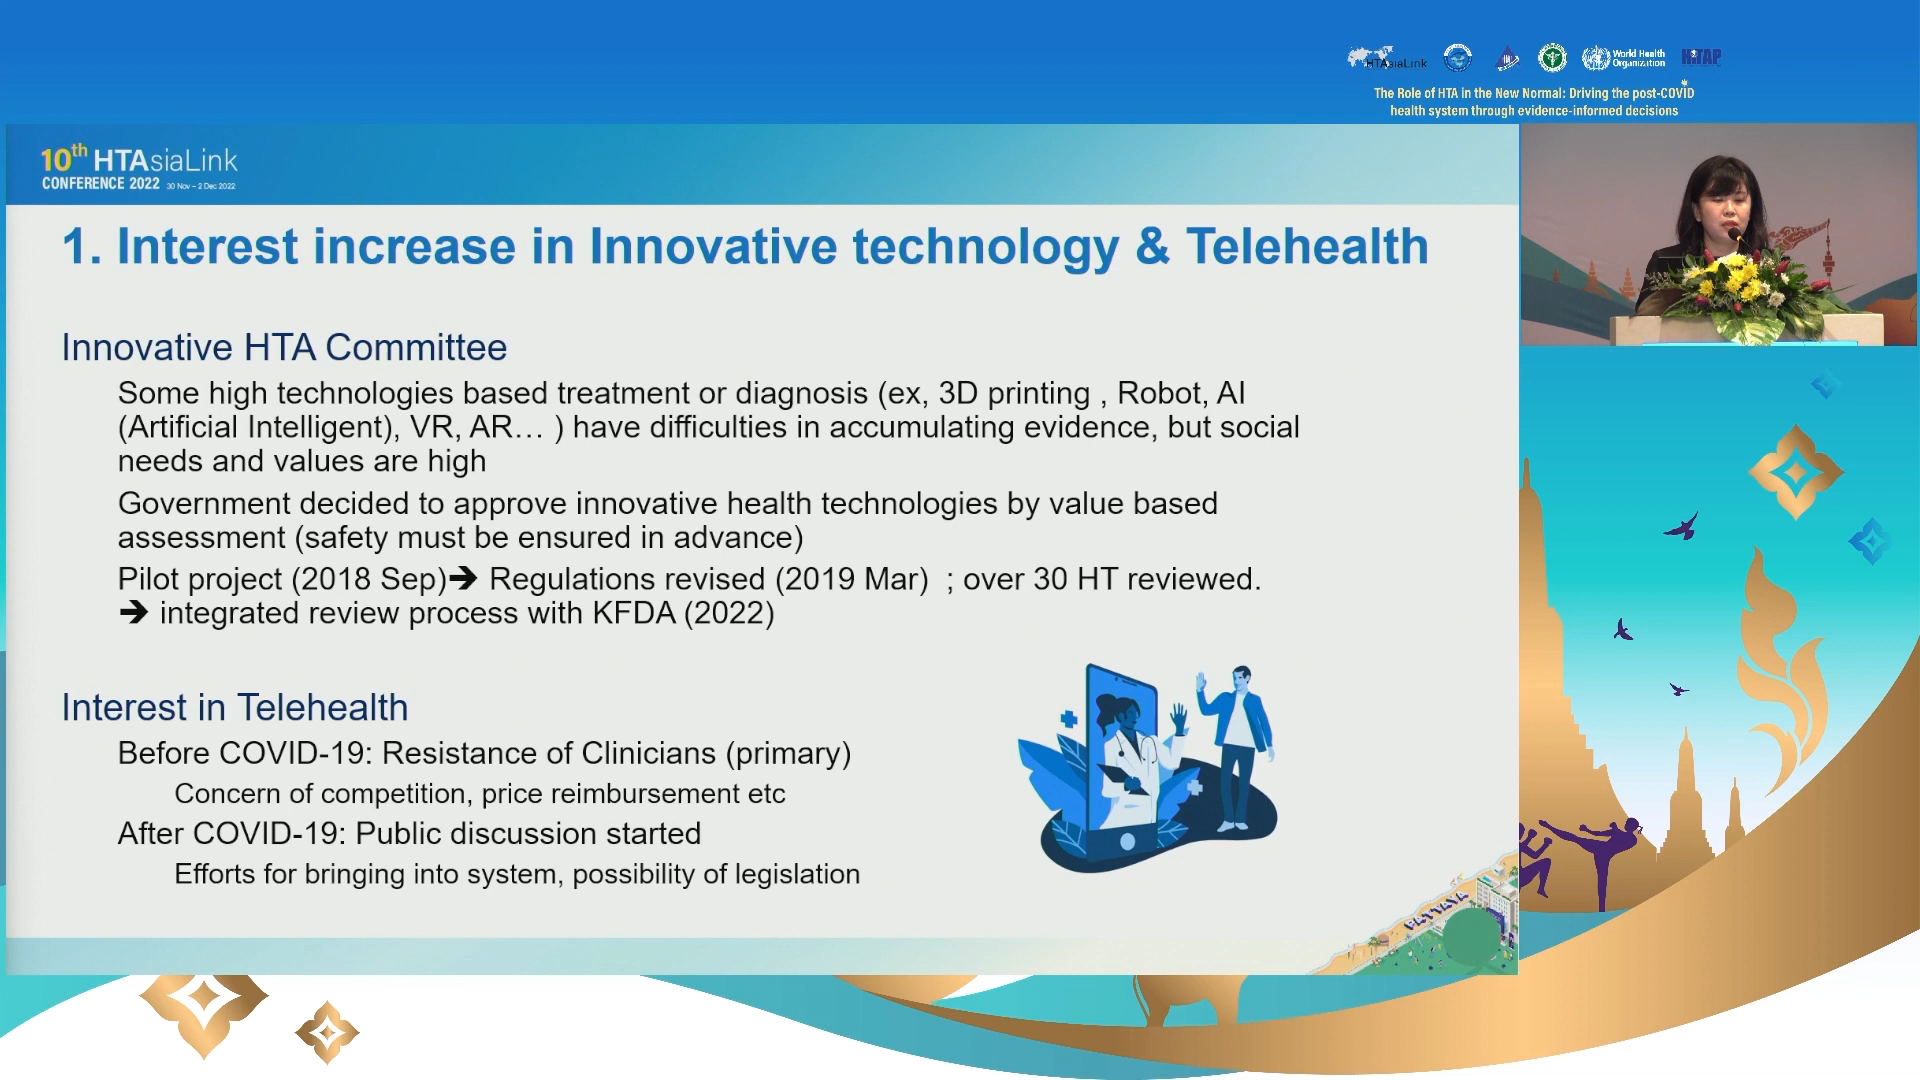 HTAsiaLink
World Health
Organization
HITAP
The Role of HTA in the New Normal: Driving the post-COVID
health system through evidence-informed decisions
10th HTAsiaLink
CONFERENCE 2022 30 Nov – 2 Dec 2022
1. Interest increase in Innovative technology & Telehealth
Innovative HTA Committee
Some high technologies based treatment or diagnosis (ex, 3D printing , Robot, AI
(Artificial Intelligent), VR, AR… ) have difficulties in accumulating evidence, but social
needs and values are high
Government decided to approve innovative health technologies by value based
assessment (safety must be ensured in advance)
Pilot project (2018 Sep)➔ Regulations revised (2019 Mar) ; over 30 HT reviewed.
➔ integrated review process with KFDA (2022)
Interest in Telehealth
Before COVID-19: Resistance of Clinicians (primary)
Concern of competition, price reimbursement etc
After COVID-19: Public discussion started
Efforts for bringing into system, possibility of legislation
PATTAYA